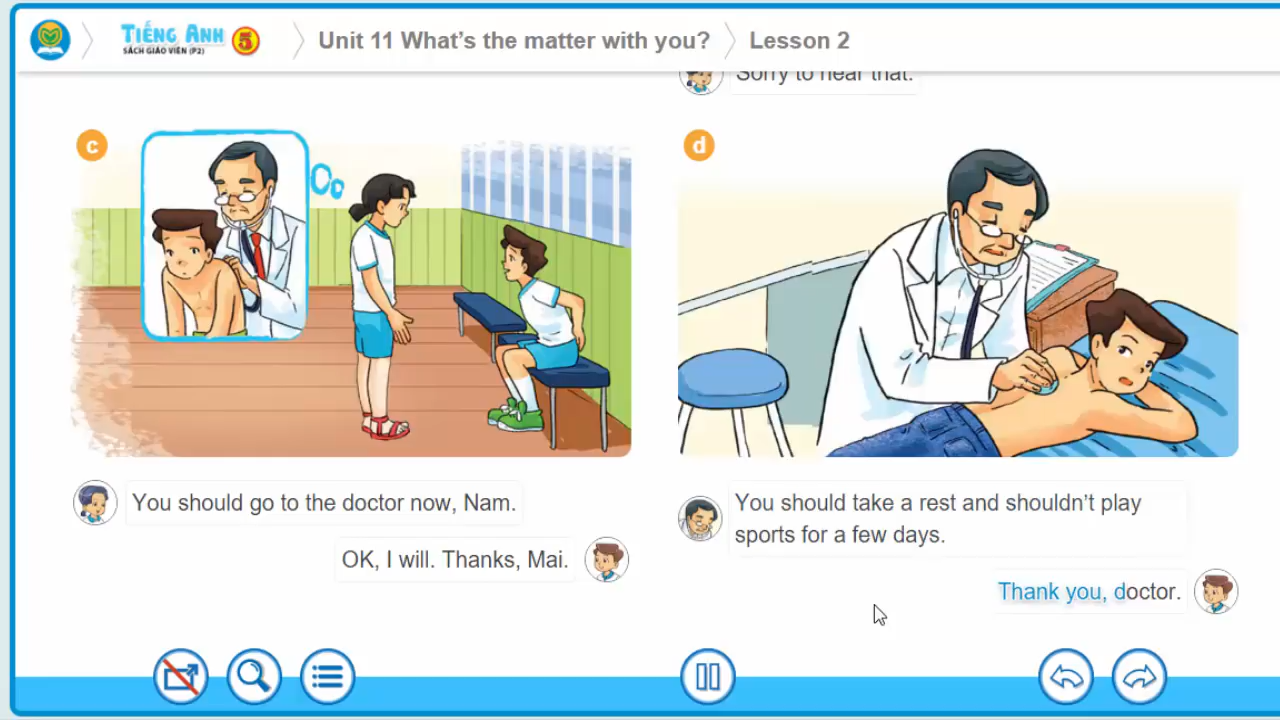 TIẾNG ANH 5
SÁCH GIÁO VIÊN (P2)
Unit 11 What's the matter with you?
Lesson 2
Sorry to hear that.
c
d
You should go to the doctor now, Nam.
OK, I will. Thanks, Mai.
You should take a rest and shouldn't play
sports for a few days.
Thank you, doctor.